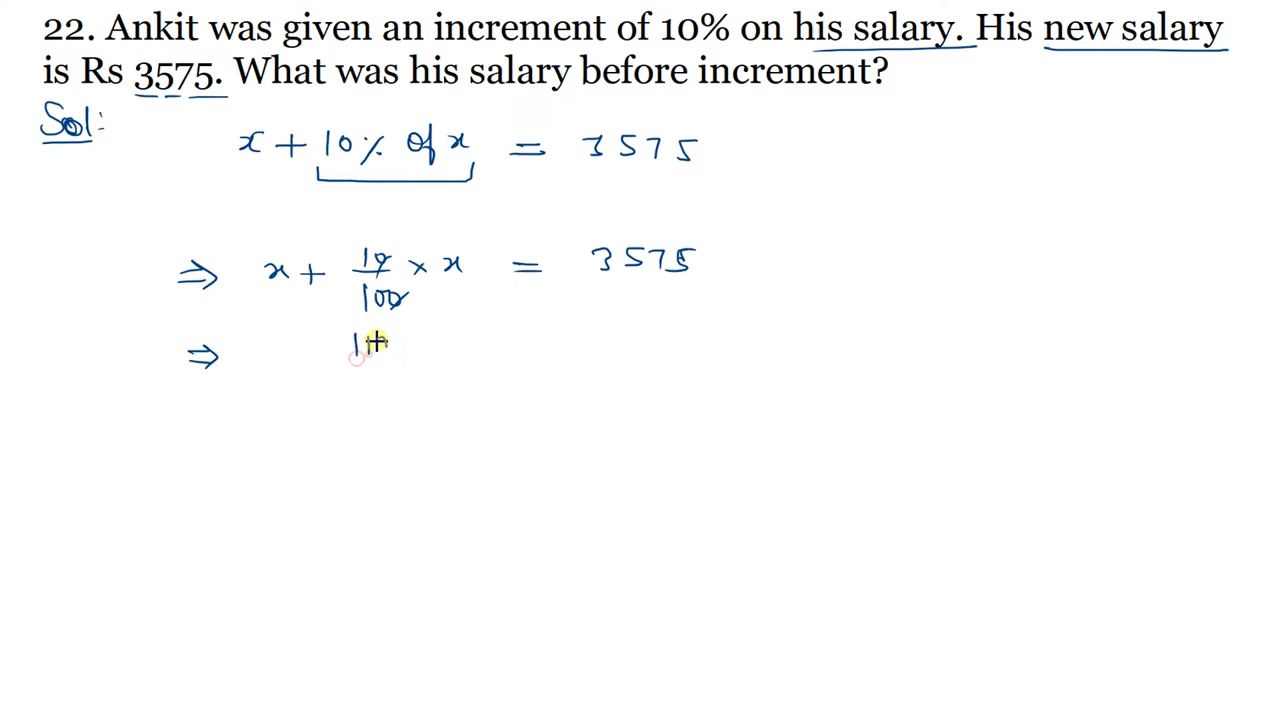 22. Ankit was given an increment of 10% on his salary. His new salary
is Rs 3575. What was his salary before increment?
Sol:
x + 10% of x = 3575
⇒ x + 10/100 × x = 3575
⇒ 11